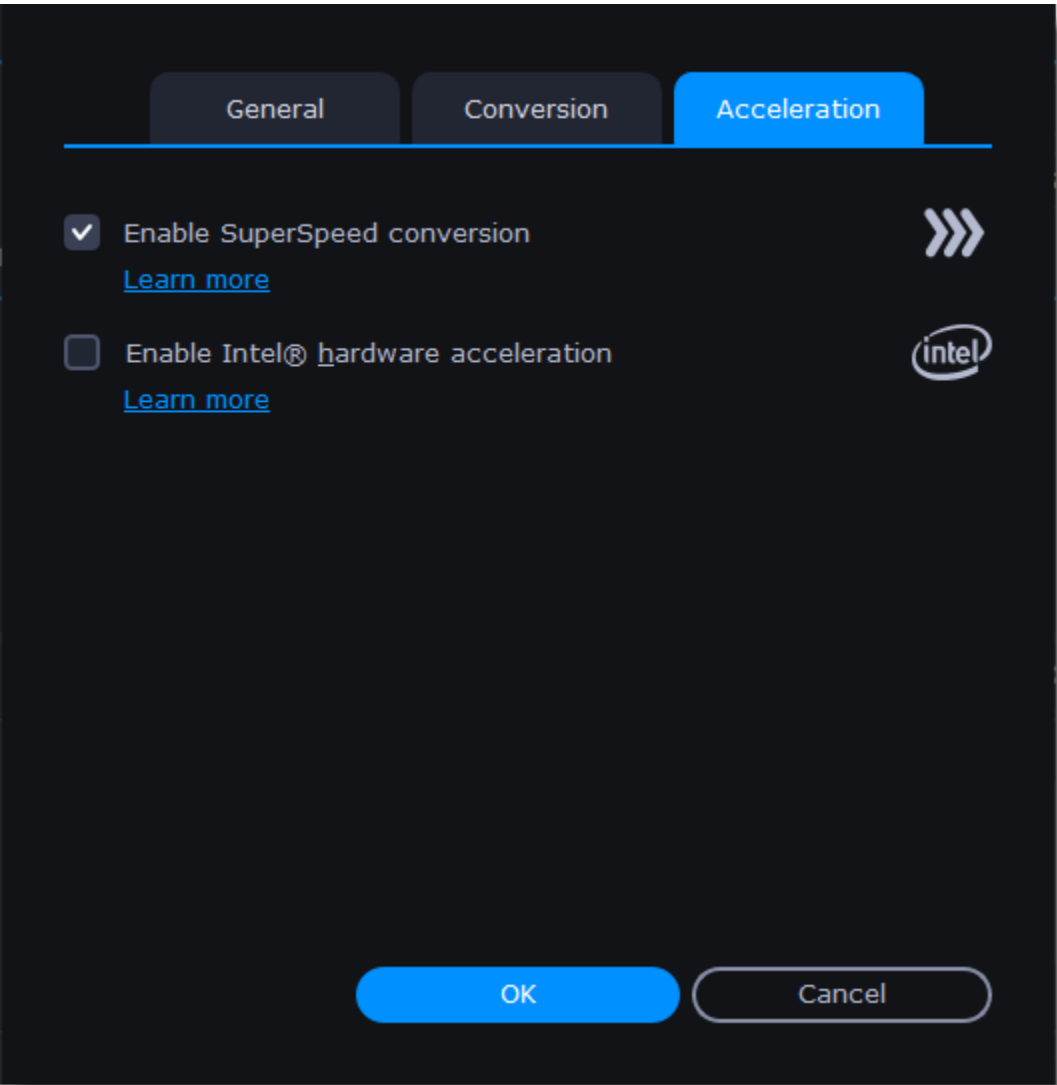 General Conversion Acceleration
Enable SuperSpeed conversion
Learn more
Enable Intel® hardware acceleration
intel
Learn more
OK Cancel